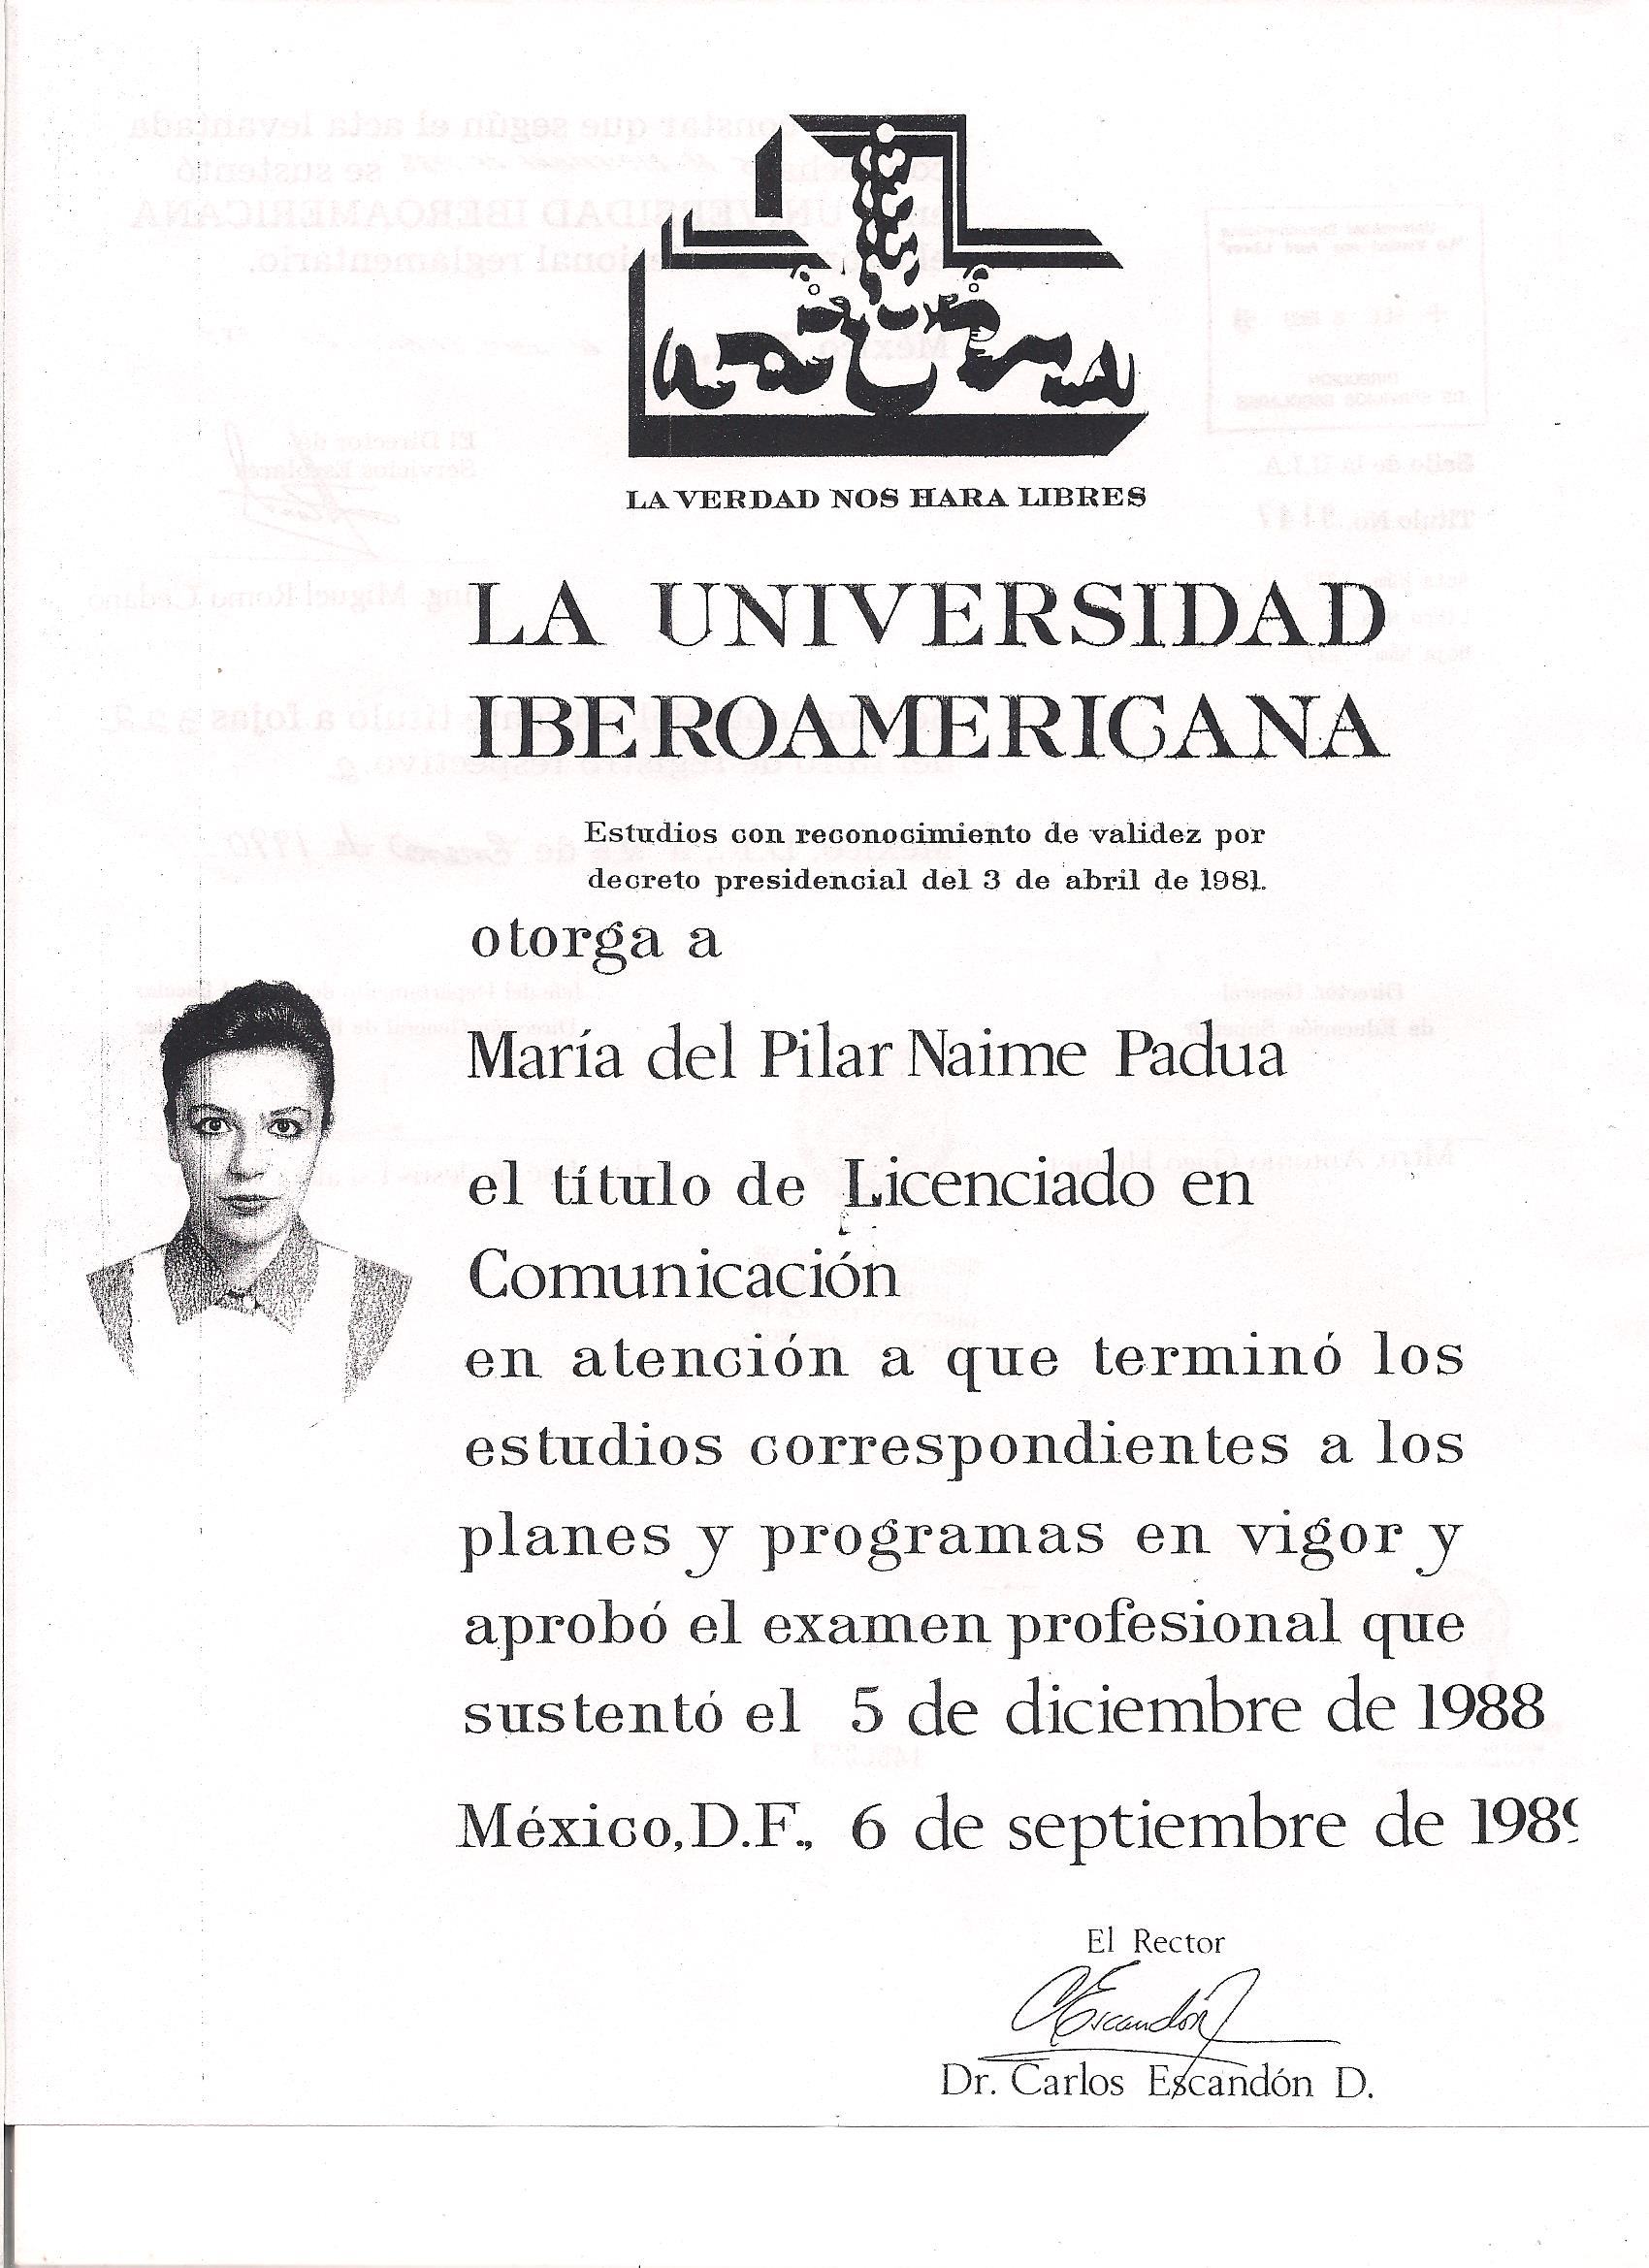 LA VERDAD NOS HARA LIBRES
LA UNIVERSIDAD
IBEROAMERICANA
Estudios con reconocimiento de validez por
decreto presidencial del 3 de abril de 1981.
otorga a
María del Pilar Naime Padua
el título de Licenciado en
Comunicación
en atención a que terminó los
estudios correspondientes a los
planes y programas en vigor y
aprobó el examen profesional que
sustentó el 5 de diciembre de 1988
México, D.F., 6 de septiembre de 1989
El Rector
CEscandón
Dr. Carlos Escandón D.